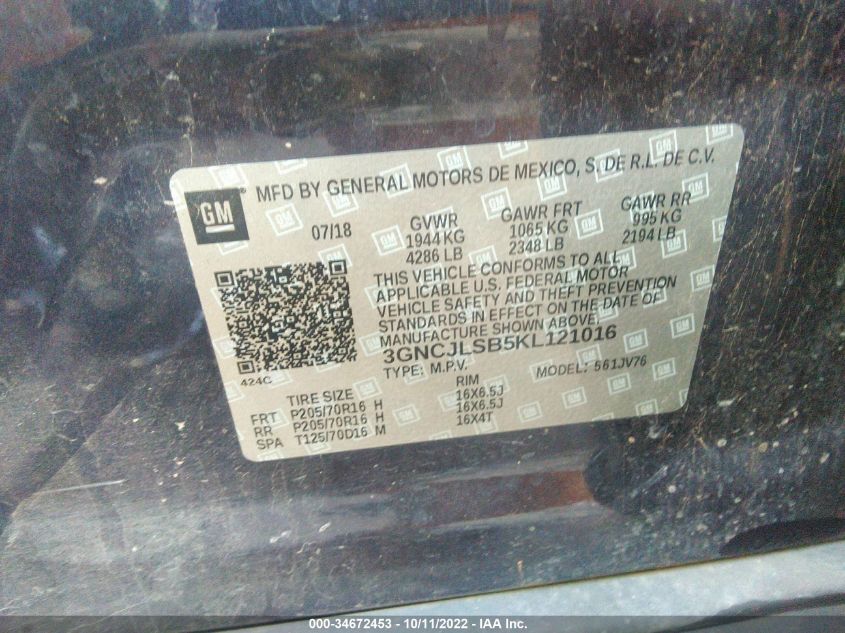 GM
MFD BY GENERAL MOTORS DE MEXICO, S. DE R.L. DE C.V.
07/18
GVWR GAWR FRT GAWR RR
1944 KG 1065 KG 995 KG
4286 LB 2348 LB 2194 LB
THIS VEHICLE CONFORMS TO ALL
APPLICABLE U.S. FEDERAL MOTOR
VEHICLE SAFETY AND THEFT PREVENTION
STANDARDS IN EFFECT ON THE DATE OF
MANUFACTURE SHOWN ABOVE.
3GNCJLSB5KL121016
424C
TYPE: M.P.V. MODEL: 561JV76
TIRE SIZE RIM
FRT P205/70R16 H 16X6.5J
RR P205/70R16 H 16X6.5J
SPA T125/70D16 M 16X4T
000-34672453 - 10/11/2022 - IAA Inc.